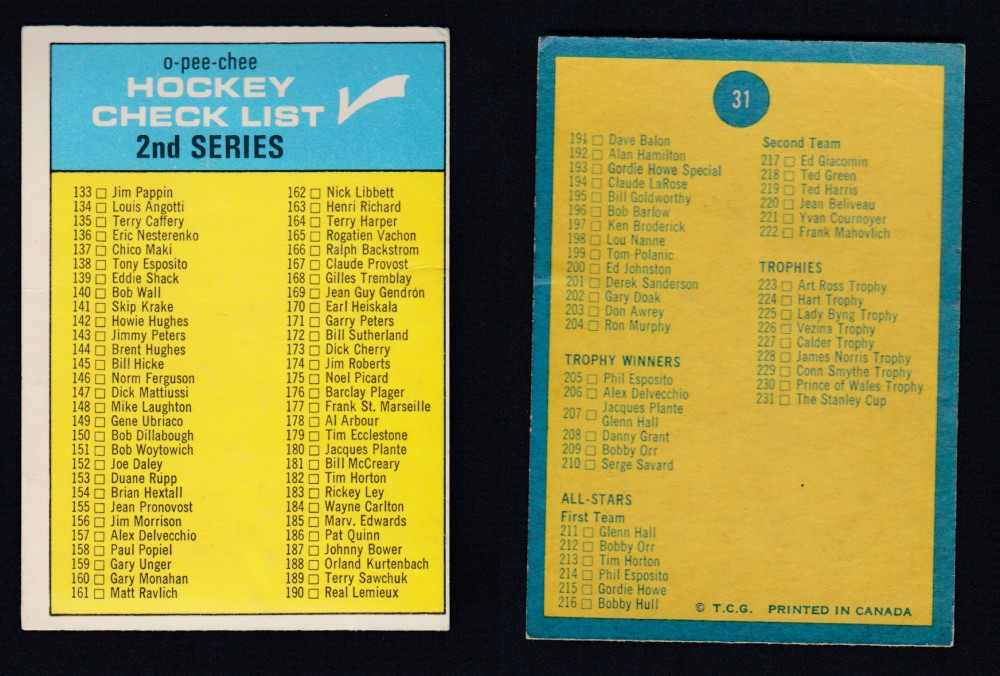 o-pee-chee
HOCKEY
CHECK LIST
2nd SERIES
133 Jim Pappin
134 Louis Angotti
135 Terry Caffery
136 Eric Nesterenko
137 Chico Maki
138 Tony Esposito
139 Eddie Shack
140 Bob Wall
141 Skip Krake
142 Howie Hughes
143 Jimmy Peters
144 Brent Hughes
145 Bill Hicke
146 Norm Ferguson
147 Dick Mattiussi
148 Mike Laughton
149 Gene Ubriaco
150 Bob Dillabough
151 Bob Woytowich
152 Joe Daley
153 Duane Rupp
154 Brian Hextall
155 Jean Pronovost
156 Jim Morrison
157 Alex Delvecchio
158 Paul Popiel
159 Gary Unger
160 Gary Monahan
161 Matt Ravlich
162 Nick Libbett
163 Henri Richard
164 Terry Harper
165 Rogatien Vachon
166 Ralph Backstrom
167 Claude Provost
168 Gilles Tremblay
169 Jean Guy Gendron
170 Earl Heiskala
171 Garry Peters
172 Bill Sutherland
173 Dick Cherry
174 Jim Roberts
175 Noel Picard
176 Barclay Plager
177 Frank St. Marseille
178 Al Arbour
179 Tim Ecclestone
180 Jacques Plante
181 Bill McCreary
182 Tim Horton
183 Rickey Ley
184 Wayne Carlton
185 Marv. Edwards
186 Pat Quinn
187 Johnny Bower
188 Orland Kurtenbach
189 Terry Sawchuk
190 Real Lemieux
31
191 Dave Balon
192 Alan Hamilton
193 Gordie Howe Special
194 Claude LaRose
195 Bill Goldworthy
196 Bob Barlow
197 Ken Broderick
198 Lou Nanne
199 Tom Polanic
200 Ed Johnston
201 Derek Sanderson
202 Gary Doak
203 Don Awrey
204 Ron Murphy
TROPHY WINNERS
205 Phil Esposito
206 Alex Delvecchio
207 Jacques Plante
Glenn Hall
208 Danny Grant
209 Bobby Orr
210 Serge Savard
ALL-STARS
First Team
211 Glenn Hall
212 Bobby Orr
213 Tim Horton
214 Phil Esposito
215 Gordie Howe
216 Bobby Hull
Second Team
217 Ed Giacomin
218 Ted Green
219 Ted Harris
220 Jean Beliveau
221 Yvan Cournoyer
222 Frank Mahovlich
TROPHIES
223 Art Ross Trophy
224 Hart Trophy
225 Lady Byng Trophy
226 Vezina Trophy
227 Calder Trophy
228 James Norris Trophy
229 Conn Smythe Trophy
230 Prince of Wales Trophy
231 The Stanley Cup
© T.C.G. PRINTED IN CANADA